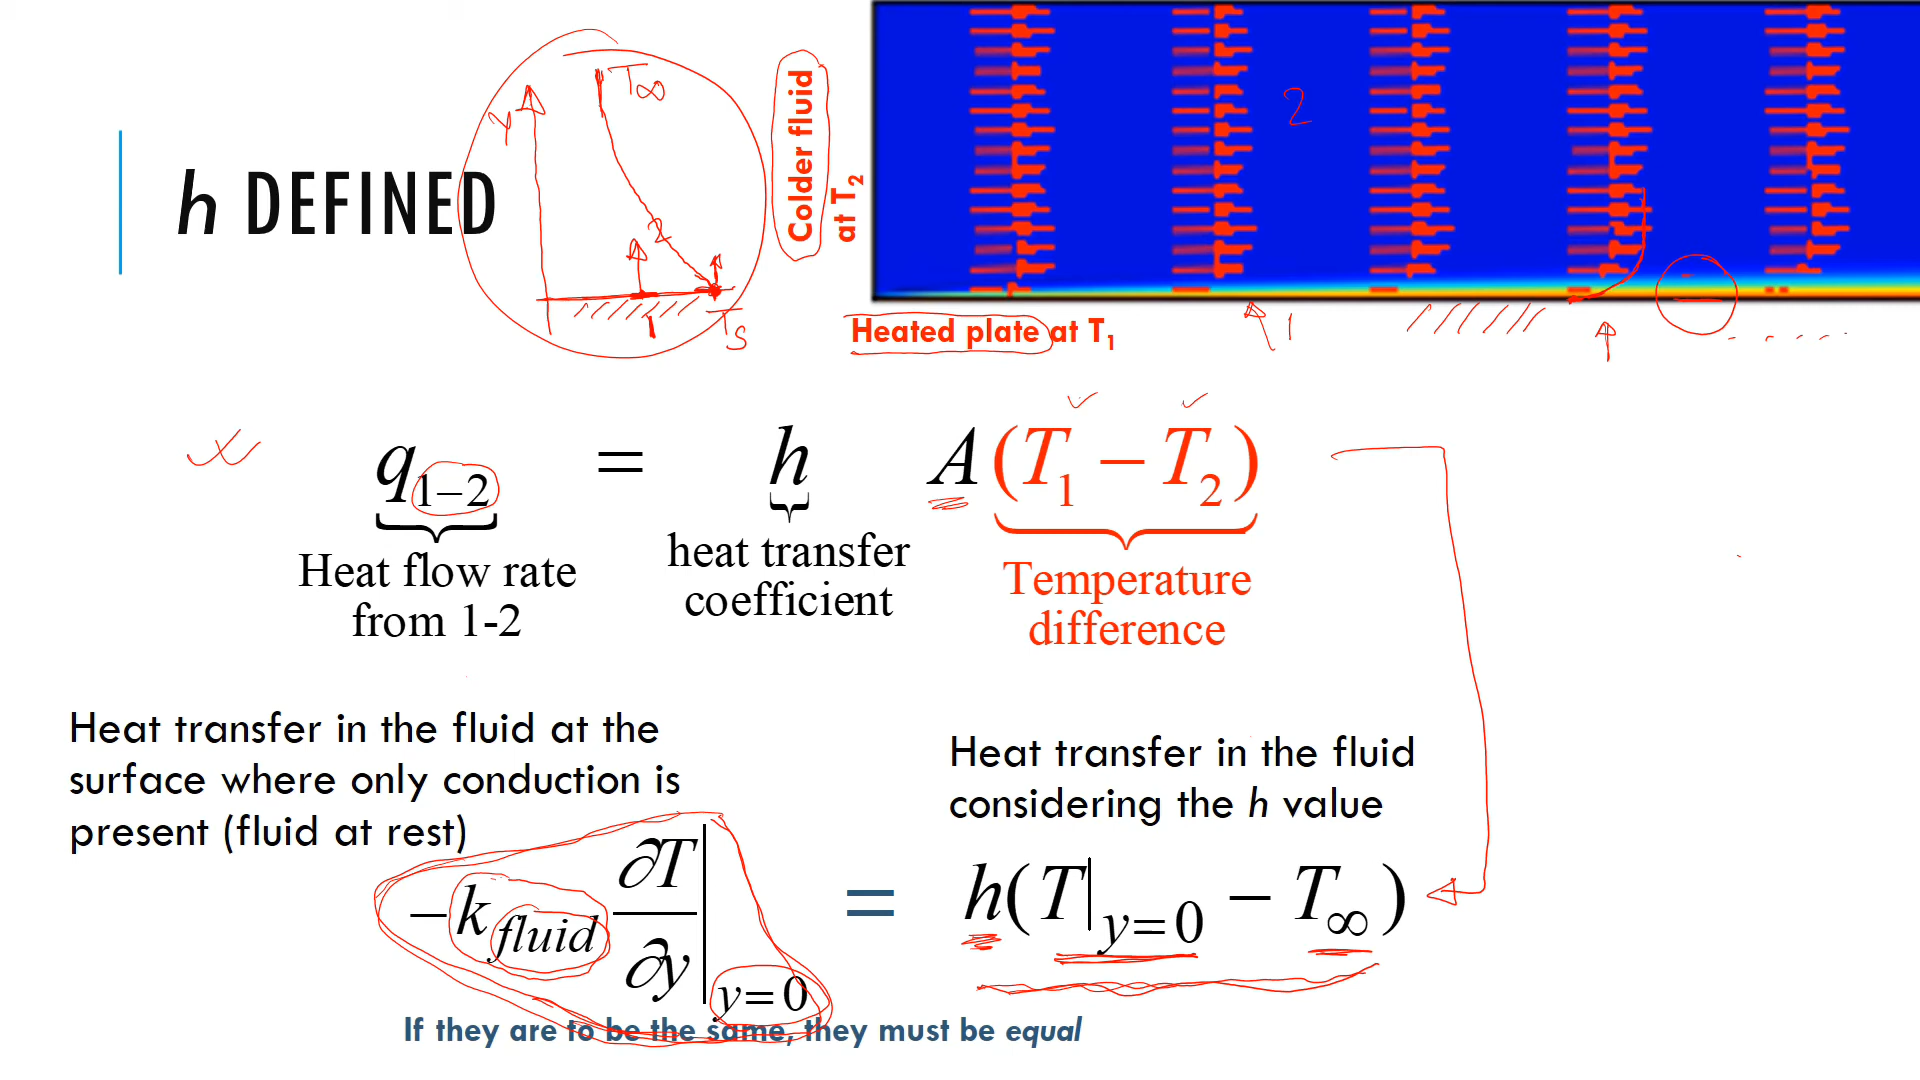 h DEFINED
y
T∞
2
1
Ts
Colder fluid
at T₂
2
Heated plate at T₁
1
q₁₋₂ = h A(T₁ − T₂)
Heat flow rate
from 1-2
heat transfer
coefficient
Temperature
difference
Heat transfer in the fluid at the
surface where only conduction is
present (fluid at rest)
Heat transfer in the fluid
considering the h value
−k_fluid ∂T/∂y|y=0 = h(T|y=0 − T∞)
If they are to be the same, they must be equal